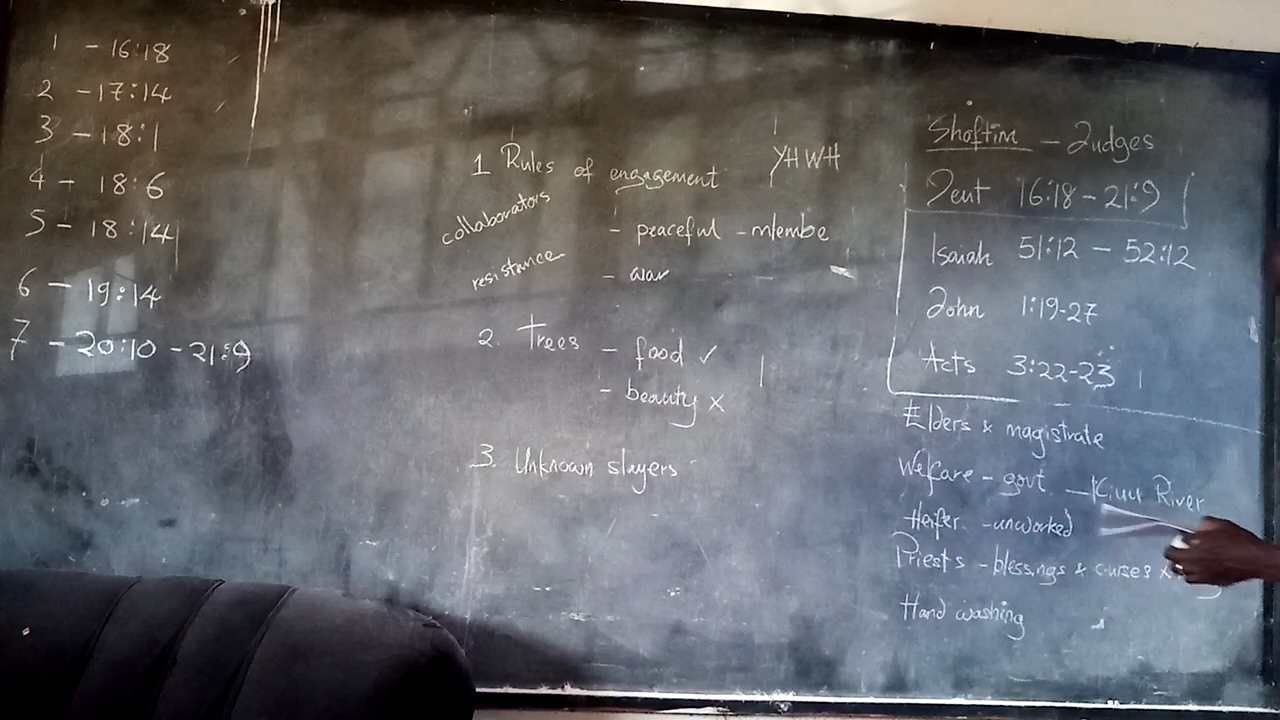 1 - 16:18
2 - 17:14
3 - 18:1
4 - 18:6
5 - 18:14
6 - 19:14
7 - 20:10 - 21:9
1 Rules of engagement
YHWH
collaborators
- peaceful - mlembe
resistance
- war
2. Trees - food ✓
- beauty x
3. Unknown slayers
Shoftim - Judges
Deut 16:18 - 21:9
Isaiah 51:12 - 52:12
John 1:19-27
Acts 3:22-23
Elders & magistrate
Welfare - govt. - River
Heifer - unworked
Priests - blessings & curses x
Hand washing